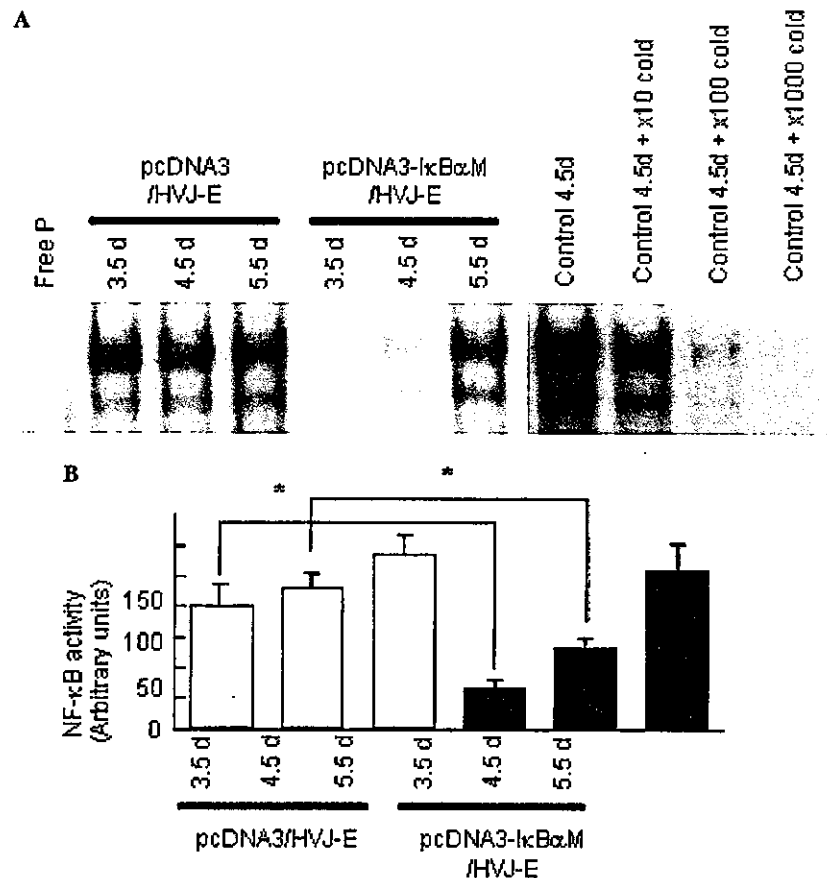 A
Free P
pcDNA3
/HVJ-E
3.5 d
4.5 d
5.5 d
pcDNA3-IκBαM
/HVJ-E
3.5 d
4.5 d
5.5 d
Control 4.5d
Control 4.5d + x10 cold
Control 4.5d + x100 cold
Control 4.5d + x1000 cold
B
*
*
NF-κB activity
(Arbitrary units)
150
100
50
0
3.5 d
4.5 d
5.5 d
3.5 d
4.5 d
5.5 d
pcDNA3/HVJ-E
pcDNA3-IκBαM
/HVJ-E